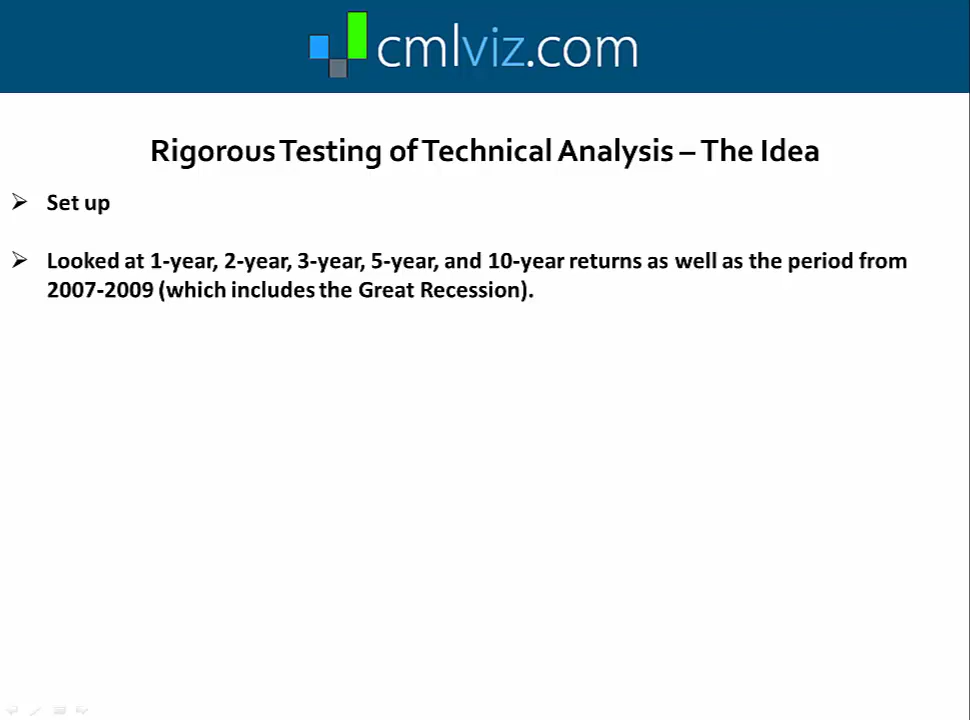 cmlviz.com
Rigorous Testing of Technical Analysis – The Idea
Set up
Looked at 1-year, 2-year, 3-year, 5-year, and 10-year returns as well as the period from
2007-2009 (which includes the Great Recession).